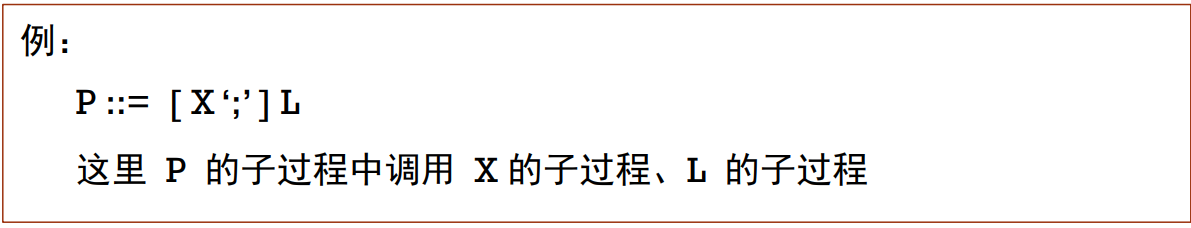 例:
P ::= [ X ‘;’ ] L
这里 P 的子过程中调用 X 的子过程、L 的子过程